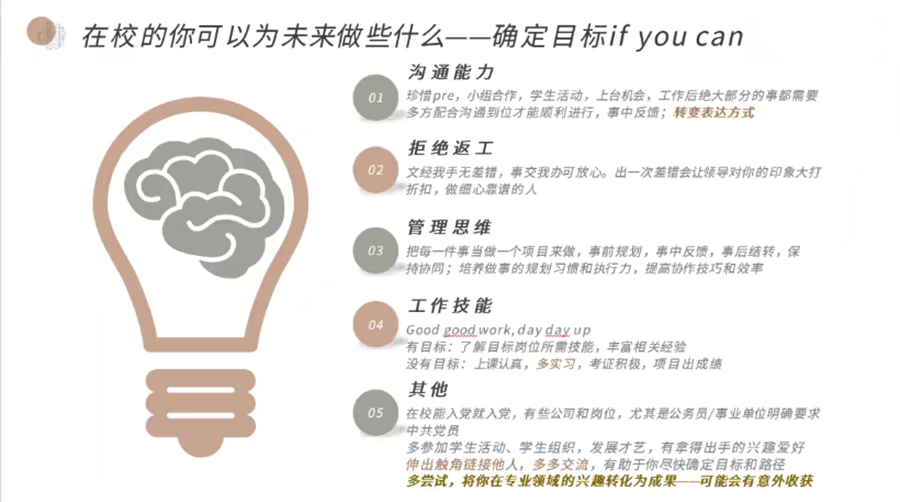 在校的你可以为未来做些什么——确定目标if you can
01
沟通能力
珍惜pre，小组合作，学生活动，上台机会，工作后绝大部分的事都需要
多方配合沟通到位才能顺利进行，事中反馈；转变表达方式
02
拒绝返工
文经我手无差错，事交我办可放心。出一次差错会让领导对你的印象大打
折扣，做细心靠谱的人
03
管理思维
把每一件事当做一个项目来做，事前规划，事中反馈，事后结转，保
持协同；培养做事的规划习惯和执行力，提高协作技巧和效率
04
工作技能
Good good work,day day up
有目标：了解目标岗位所需技能，丰富相关经验
没有目标：上课认真，多实习，考证积极，项目出成绩
05
其他
在校能入党就入党，有些公司和岗位，尤其是公务员/事业单位明确要求
中共党员
多参加学生活动、学生组织，发展才艺，有拿得出手的兴趣爱好
伸出触角链接他人，多多交流，有助于你尽快确定目标和路径
多尝试，将你在专业领域的兴趣转化为成果——可能会有意外收获